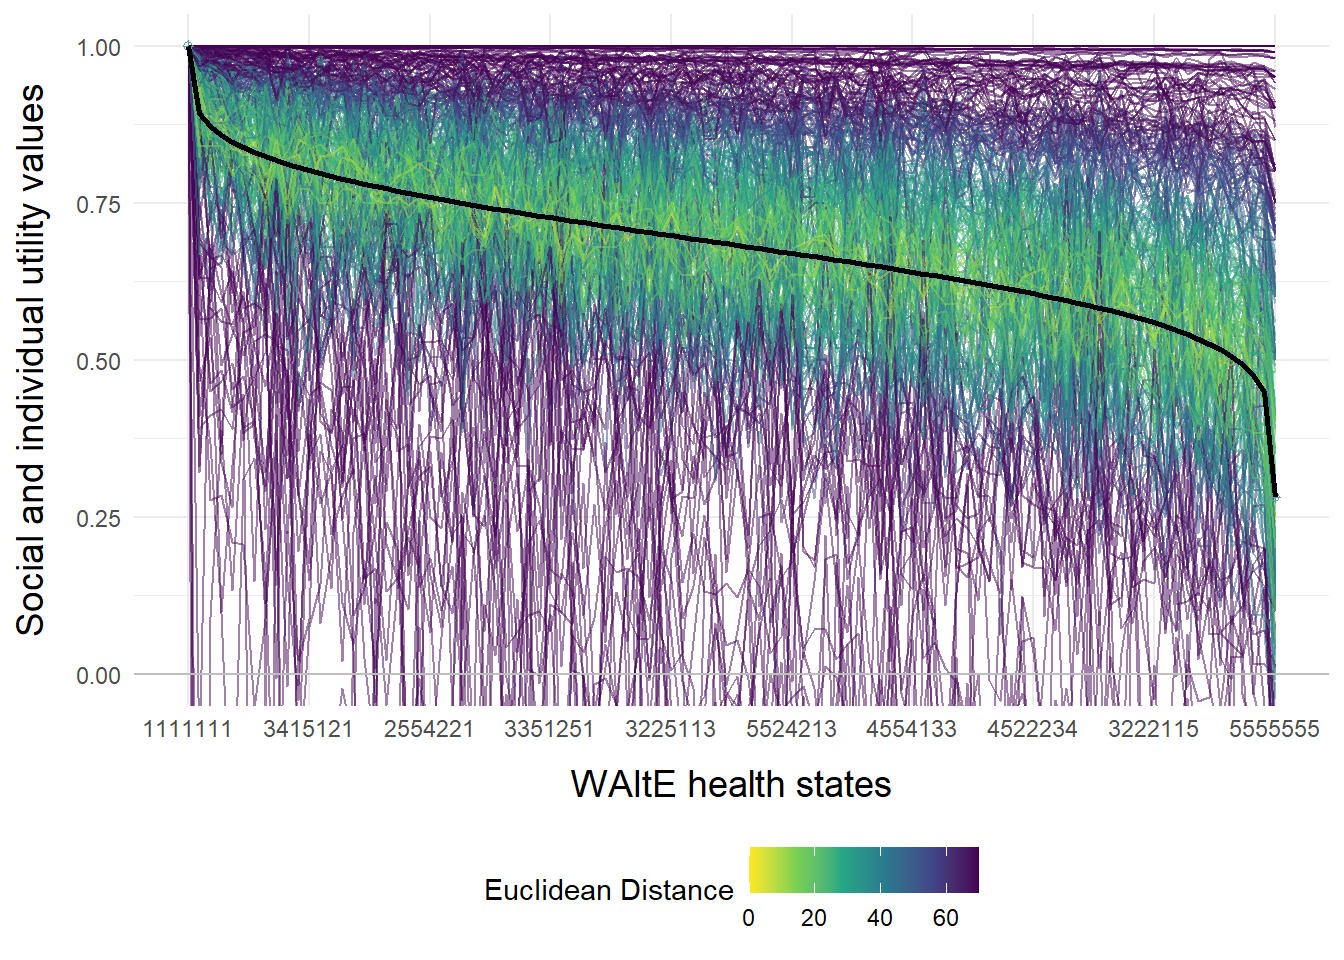 Social and individual utility values
1.00
0.75
0.50
0.25
0.00
1111111 3415121 2554221 3351251 3225113 5524213 4554133 4522234 3222115 5555555
WAItE health states
Euclidean Distance
0 20 40 60